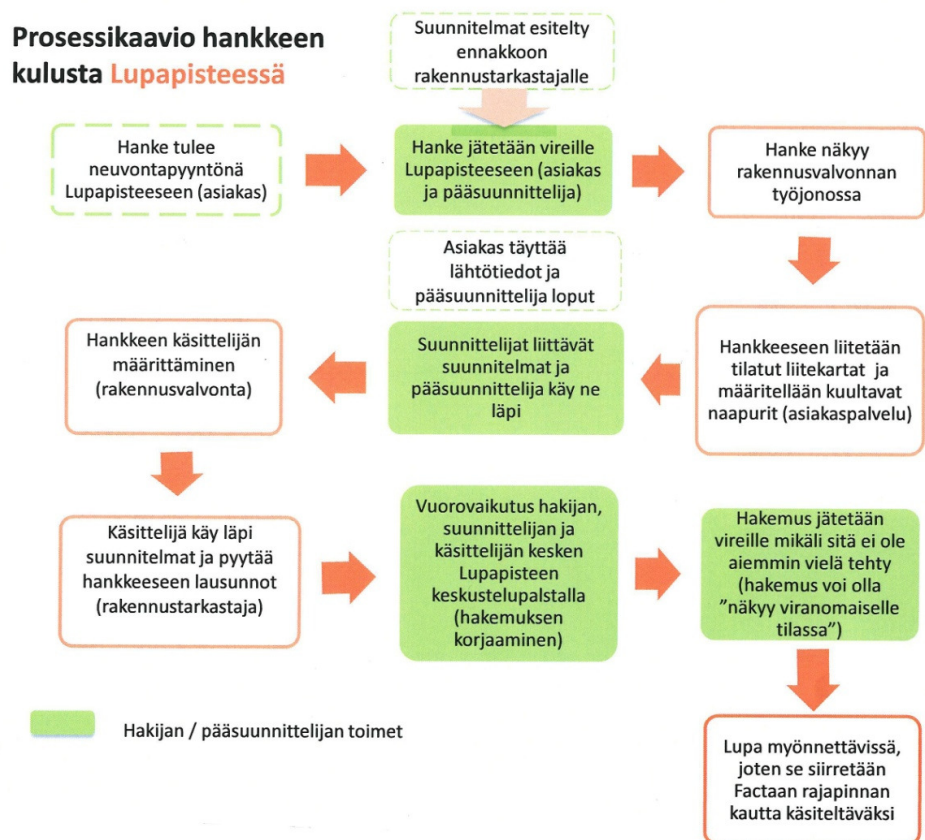 Prosessikaavio hankkeen
kulusta Lupapisteessä
Suunnitelmat esitelty
ennakkoon
rakennustarkastajalle
Hanke tulee
neuvontapyyntönä
Lupapisteeseen (asiakas)
Hanke jätetään vireille
Lupapisteeseen (asiakas
ja pääsuunnittelija)
Hanke näkyy
rakennusvalvonnan
työjonossa
Asiakas täyttää
lähtötiedot ja
pääsuunnittelija loput
Hankkeeseen liitetään
tilatut liitekartat ja
määritellään kuultavat
naapurit (asiakaspalvelu)
Suunnittelijat liittävät
suunnitelmat ja
pääsuunnittelija käy ne
läpi
Hankkeen käsittelijän
määrittäminen
(rakennusvalvonta)
Käsittelijä käy läpi
suunnitelmat ja pyytää
hankkeeseen lausunnot
(rakennustarkastaja)
Vuorovaikutus hakijan,
suunnittelijan ja
käsittelijän kesken
Lupapisteen
keskustelupalstalla
(hakemuksen
korjaaminen)
Hakemus jätetään
vireille mikäli sitä ei ole
aiemmin vielä tehty
(hakemus voi olla
”näkyy viranomaiselle
tilassa”)
Lupa myönnettävissä,
joten se siirretään
Factaan rajapinnan
kautta käsiteltäväksi
Hakijan / pääsuunnittelijan toimet